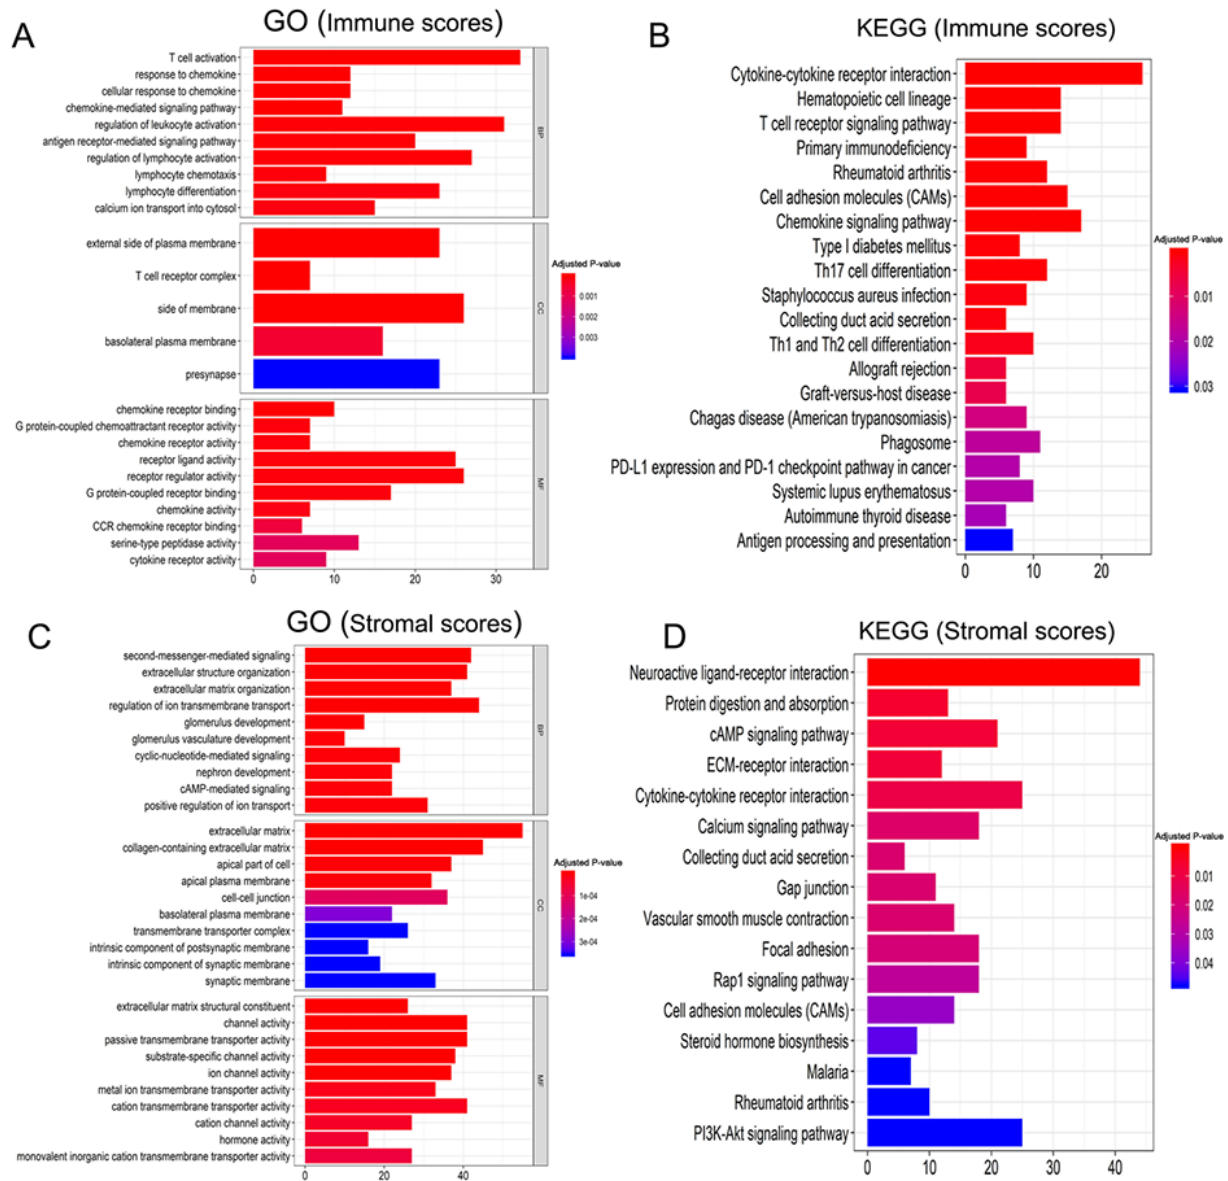 A
GO (Immune scores)
T cell activation
response to chemokine
cellular response to chemokine
chemokine-mediated signaling pathway
regulation of leukocyte activation
antigen receptor-mediated signaling pathway
regulation of lymphocyte activation
lymphocyte chemotaxis
lymphocyte differentiation
calcium ion transport into cytosol
BP
external side of plasma membrane
T cell receptor complex
side of membrane
basolateral plasma membrane
presynapse
CC
chemokine receptor binding
G protein-coupled chemoattractant receptor activity
chemokine receptor activity
receptor ligand activity
receptor regulator activity
G protein-coupled receptor binding
chemokine activity
CCR chemokine receptor binding
serine-type peptidase activity
cytokine receptor activity
MF
0 10 20 30
Adjusted P-value
0.001
0.002
0.003
B
KEGG (Immune scores)
Cytokine-cytokine receptor interaction
Hematopoietic cell lineage
T cell receptor signaling pathway
Primary immunodeficiency
Rheumatoid arthritis
Cell adhesion molecules (CAMs)
Chemokine signaling pathway
Type I diabetes mellitus
Th17 cell differentiation
Staphylococcus aureus infection
Collecting duct acid secretion
Th1 and Th2 cell differentiation
Allograft rejection
Graft-versus-host disease
Chagas disease (American trypanosomiasis)
Phagosome
PD-L1 expression and PD-1 checkpoint pathway in cancer
Systemic lupus erythematosus
Autoimmune thyroid disease
Antigen processing and presentation
0 10 20
Adjusted P-value
0.01
0.02
0.03
C
GO (Stromal scores)
second-messenger-mediated signaling
extracellular structure organization
extracellular matrix organization
regulation of ion transmembrane transport
glomerulus development
glomerulus vasculature development
cyclic-nucleotide-mediated signaling
nephron development
cAMP-mediated signaling
positive regulation of ion transport
BP
extracellular matrix
collagen-containing extracellular matrix
apical part of cell
apical plasma membrane
cell-cell junction
basolateral plasma membrane
transmembrane transporter complex
intrinsic component of postsynaptic membrane
intrinsic component of synaptic membrane
synaptic membrane
CC
extracellular matrix structural constituent
channel activity
passive transmembrane transporter activity
substrate-specific channel activity
ion channel activity
metal ion transmembrane transporter activity
cation transmembrane transporter activity
cation channel activity
hormone activity
monovalent inorganic cation transmembrane transporter activity
MF
0 20 40
Adjusted P-value
1e-04
2e-04
3e-04
D
KEGG (Stromal scores)
Neuroactive ligand-receptor interaction
Protein digestion and absorption
cAMP signaling pathway
ECM-receptor interaction
Cytokine-cytokine receptor interaction
Calcium signaling pathway
Collecting duct acid secretion
Gap junction
Vascular smooth muscle contraction
Focal adhesion
Rap1 signaling pathway
Cell adhesion molecules (CAMs)
Steroid hormone biosynthesis
Malaria
Rheumatoid arthritis
PI3K-Akt signaling pathway
0 10 20 30 40
Adjusted P-value
0.01
0.02
0.03
0.04